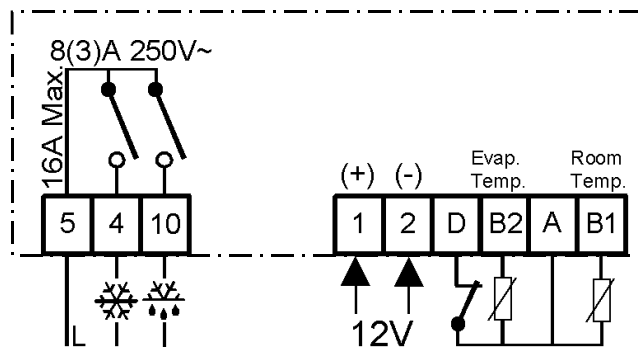 8(3)A 250V~
16A Max.
Evap. Temp.
Room Temp.
(+) (-)
5 4 10
1 2 D B2 A B1
L
12V